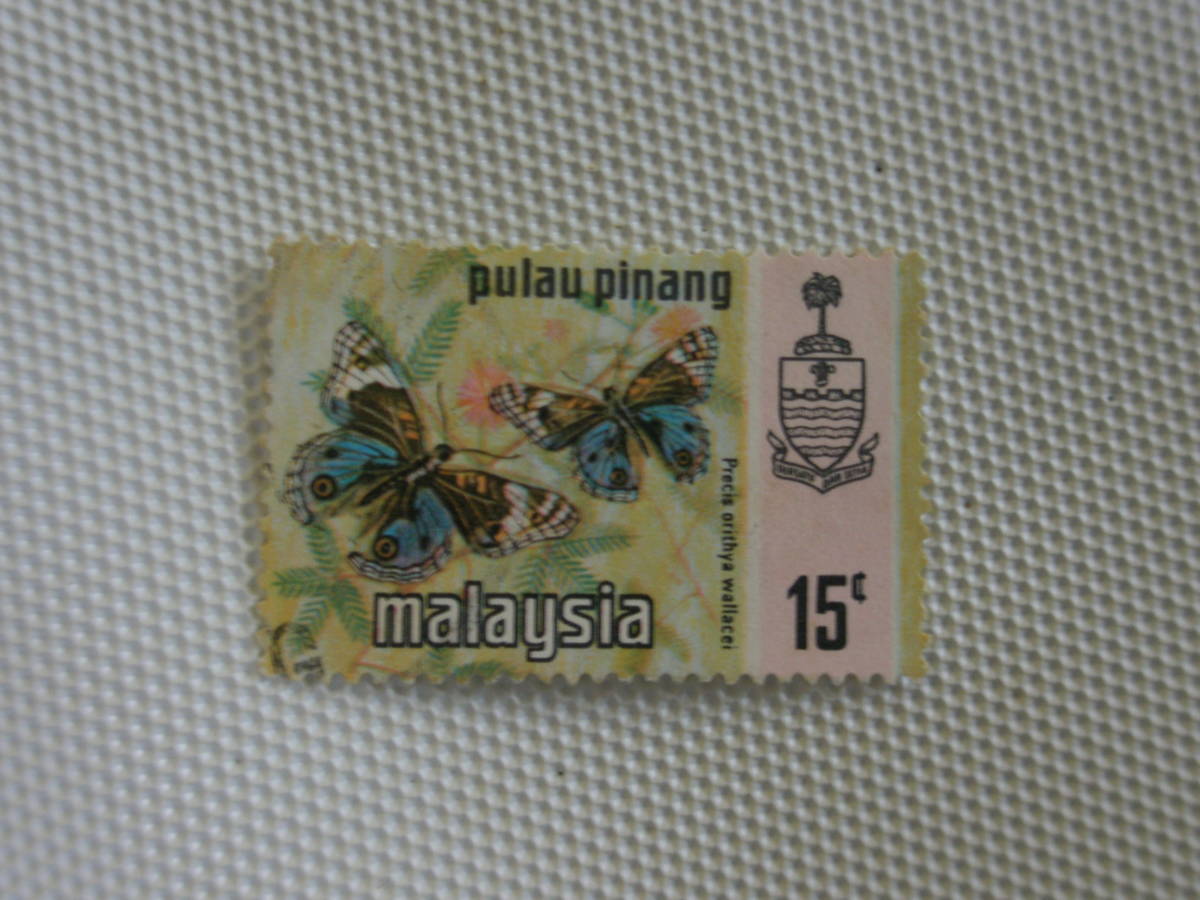 pulau pinang
Precis orithya wallacei
malaysia
15¢